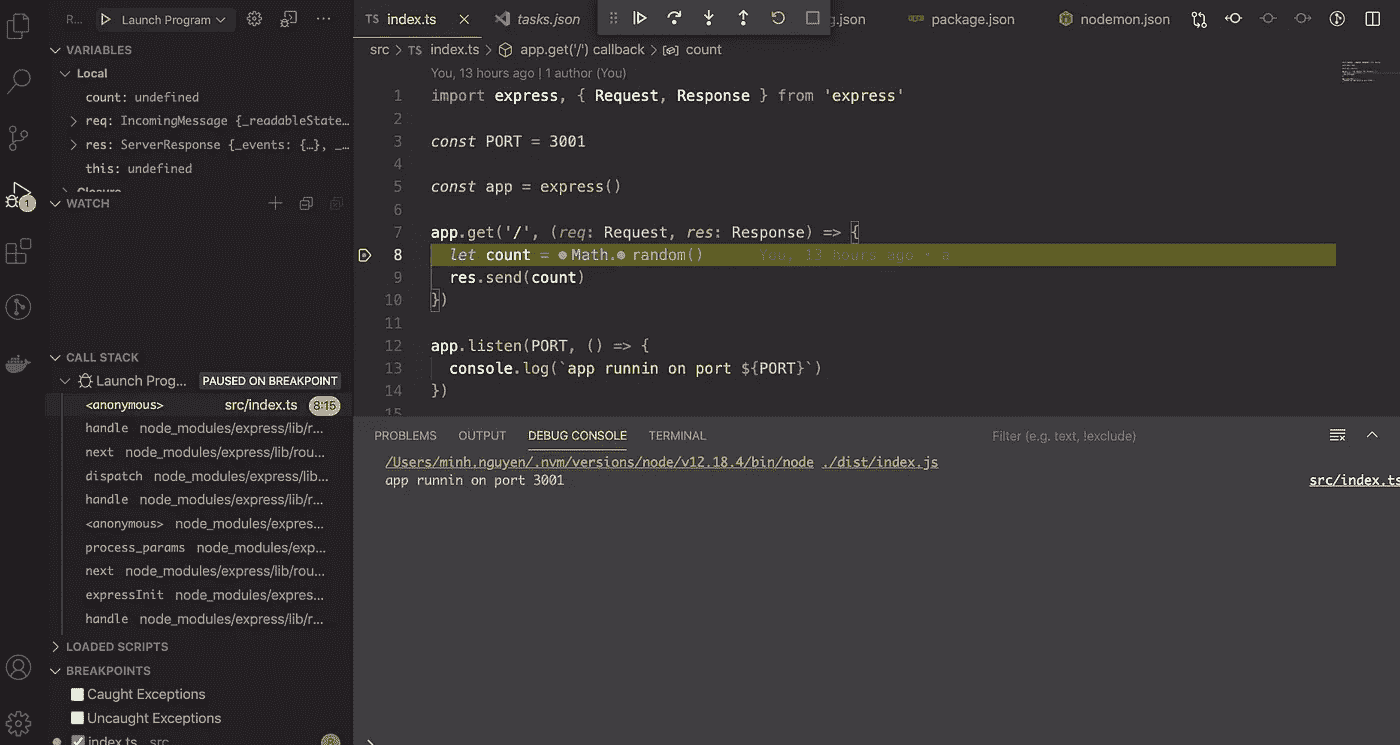 R... Launch Program
index.ts
tasks.json
g.json
package.json
nodemon.json
VARIABLES
Local
count: undefined
req: IncomingMessage {_readableState…
res: ServerResponse {_events: {…}, _…
this: undefined
Closure
WATCH
CALL STACK
Launch Prog... PAUSED ON BREAKPOINT
<anonymous> src/index.ts 8:15
handle node_modules/express/lib/r...
next node_modules/express/lib/rou...
dispatch node_modules/express/lib...
handle node_modules/express/lib/r...
<anonymous> node_modules/expres...
process_params node_modules/exp...
next node_modules/express/lib/rou...
expressInit node_modules/expres...
handle node_modules/express/lib/r...
LOADED SCRIPTS
BREAKPOINTS
Caught Exceptions
Uncaught Exceptions
index.ts src
1
TS
src > TS index.ts > app.get('/') callback > count
You, 13 hours ago | 1 author (You)
1 import express, { Request, Response } from 'express'
2
3 const PORT = 3001
4
5 const app = express()
6
7 app.get('/', (req: Request, res: Response) => {
8 let count = Math. random() You, 13 hours ago • a
9 res.send(count)
10 })
11
12 app.listen(PORT, () => {
13 console.log(`app runnin on port ${PORT}`)
14 })
15
PROBLEMS OUTPUT DEBUG CONSOLE TERMINAL Filter (e.g. text, !exclude)
/Users/minh.nguyen/.nvm/versions/node/v12.18.4/bin/node ./dist/index.js
app runnin on port 3001 src/index.ts